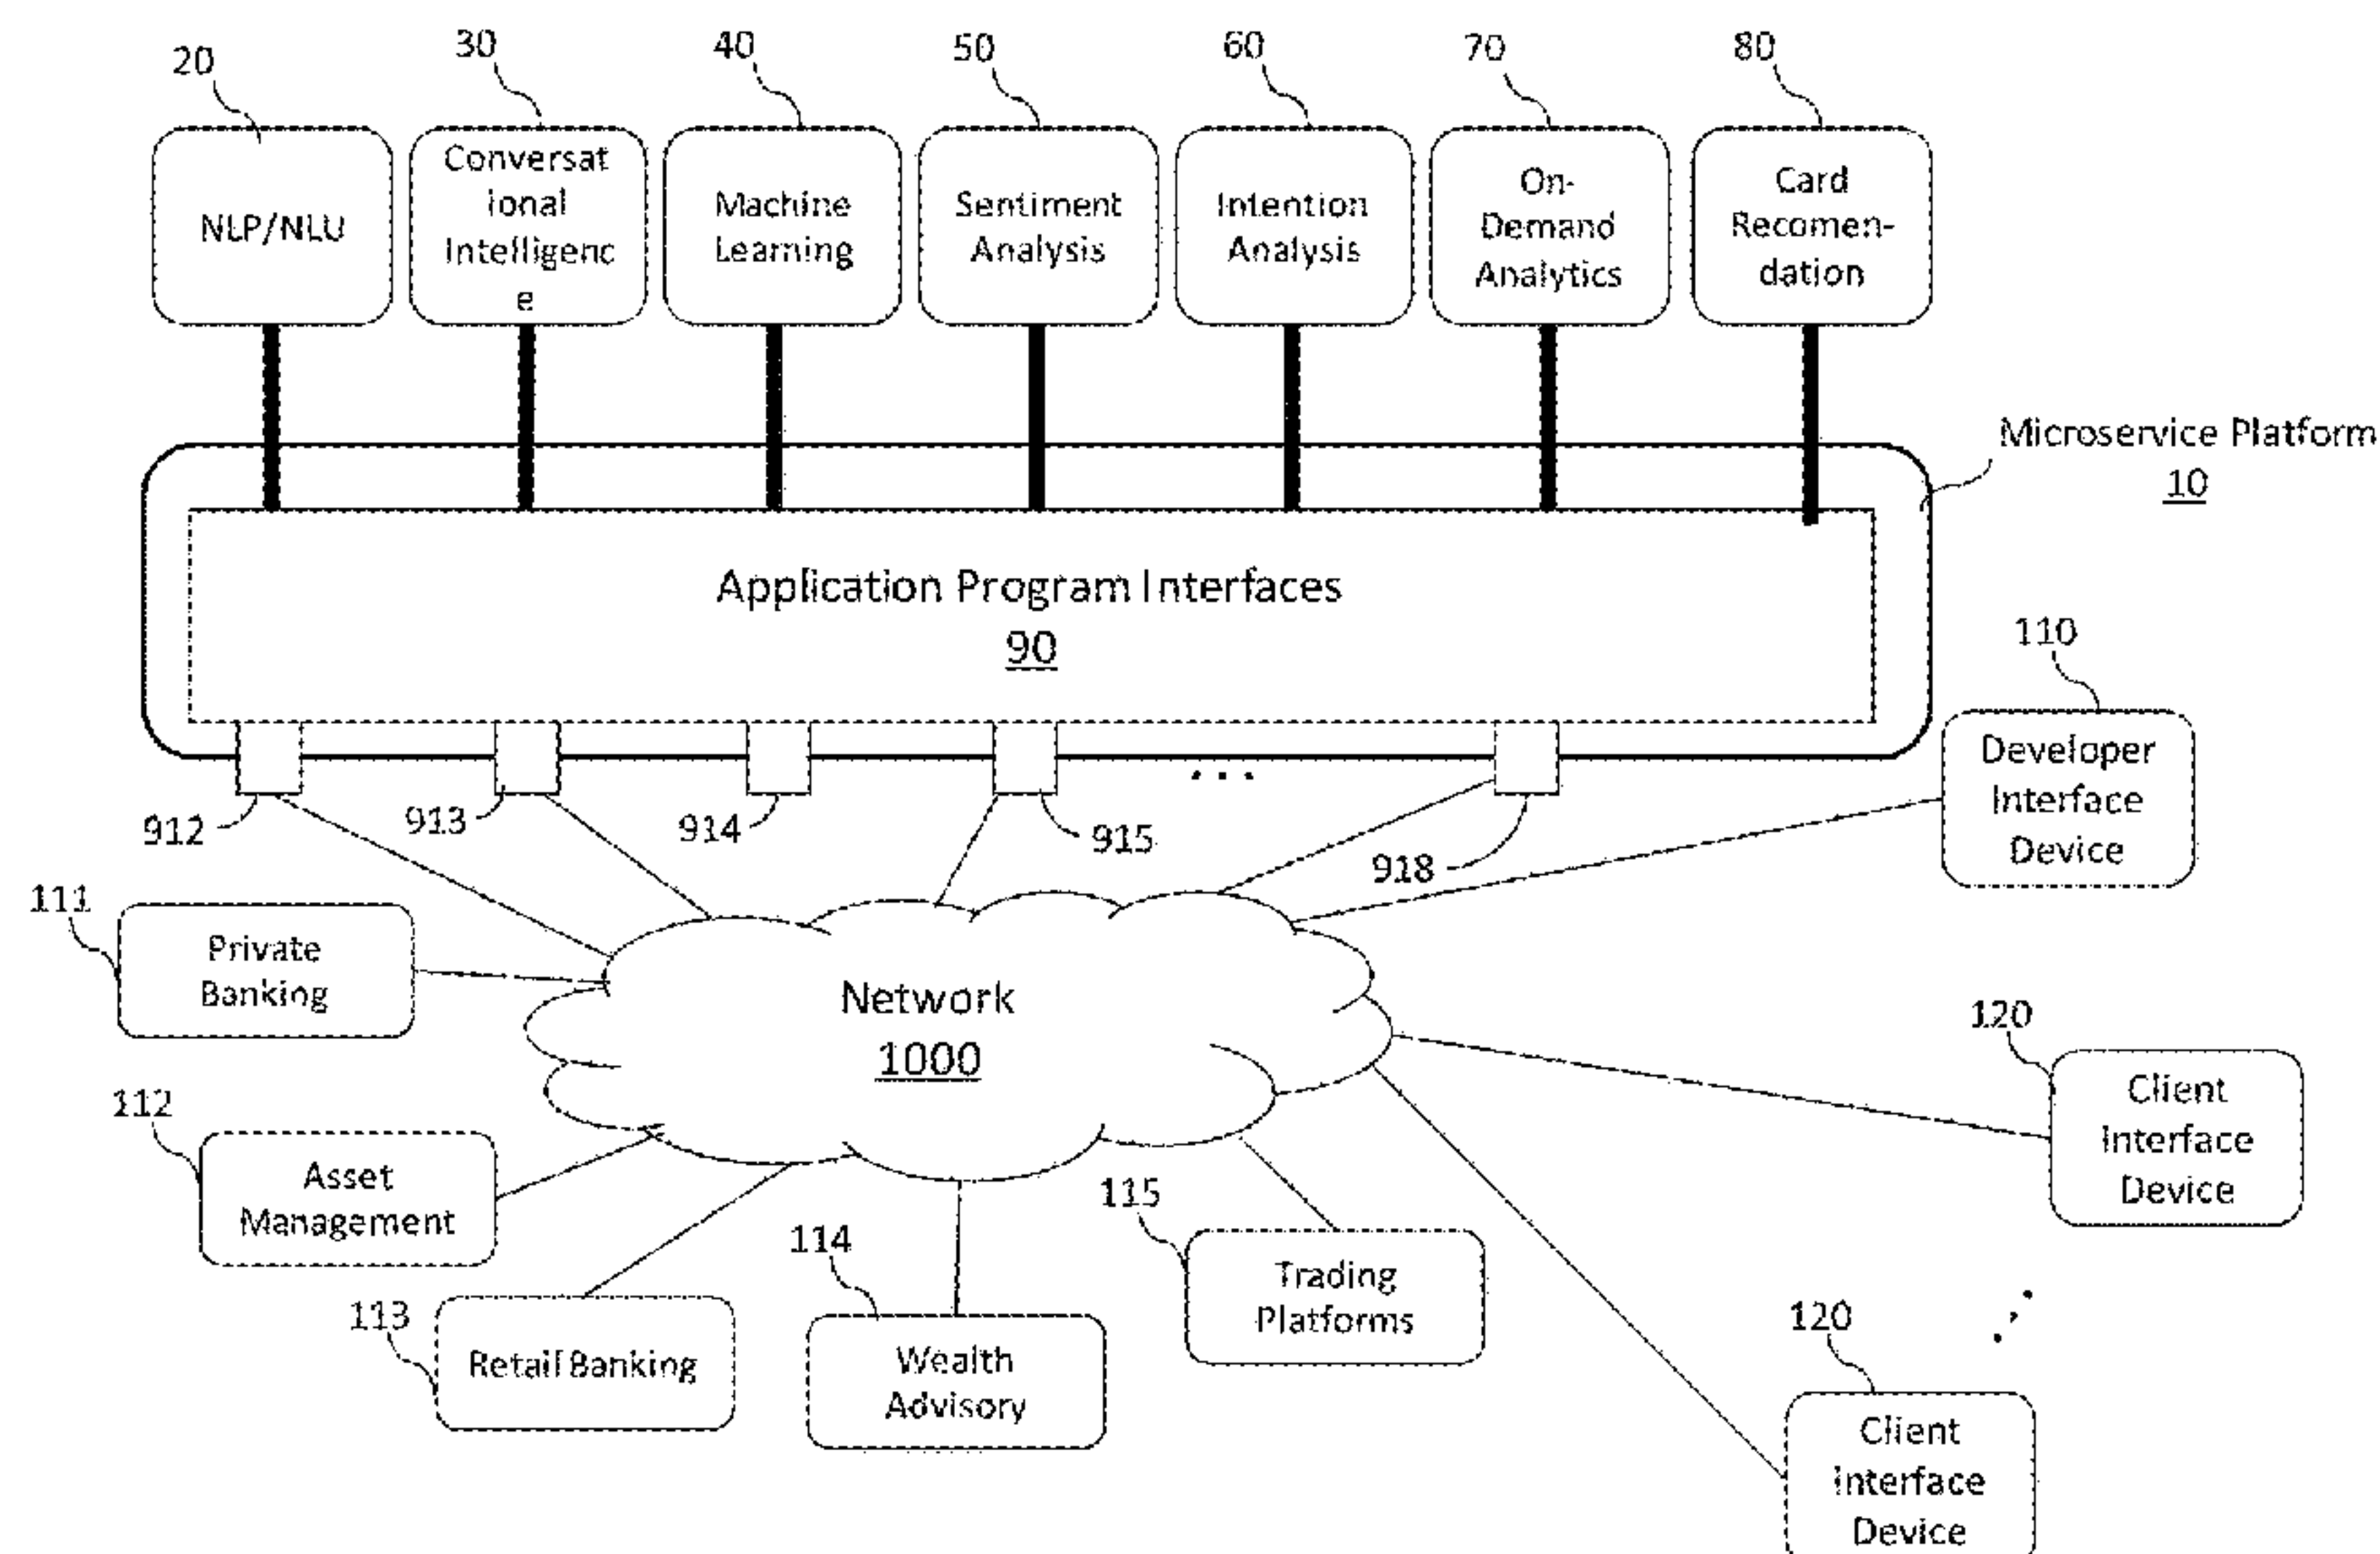 20
30
40
50
60
70
80
NLP/NLU
Conversat
ional
Intelligenc
e
Machine
Learning
Sentiment
Analysis
Intention
Analysis
On-
Demand
Analytics
Card
Recomen-
dation
Microservice Platform
10
Application Program Interfaces
90
110
Developer
Interface
Device
912
913
914
915
...
918
111
Private
Banking
Network
1000
120
Client
Interface
Device
112
Asset
Management
113
Retail Banking
114
Wealth
Advisory
115
Trading
Platforms
120
Client
Interface
Device